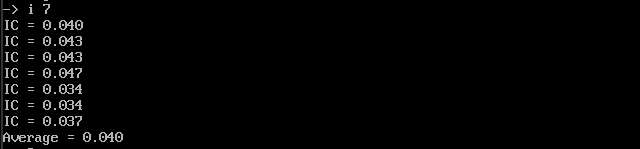 -> i 7
IC = 0.040
IC = 0.043
IC = 0.043
IC = 0.047
IC = 0.034
IC = 0.034
IC = 0.037
Average = 0.040